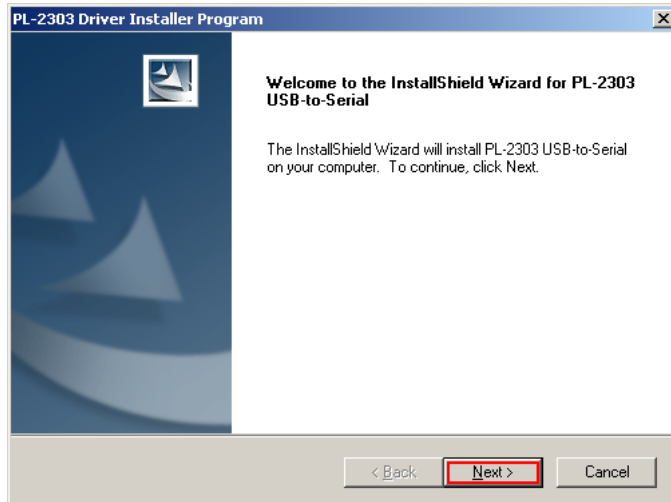 PL-2303 Driver Installer Program
Welcome to the InstallShield Wizard for PL-2303
USB-to-Serial
The InstallShield Wizard will install PL-2303 USB-to-Serial
on your computer. To continue, click Next.
< Back
Next >
Cancel